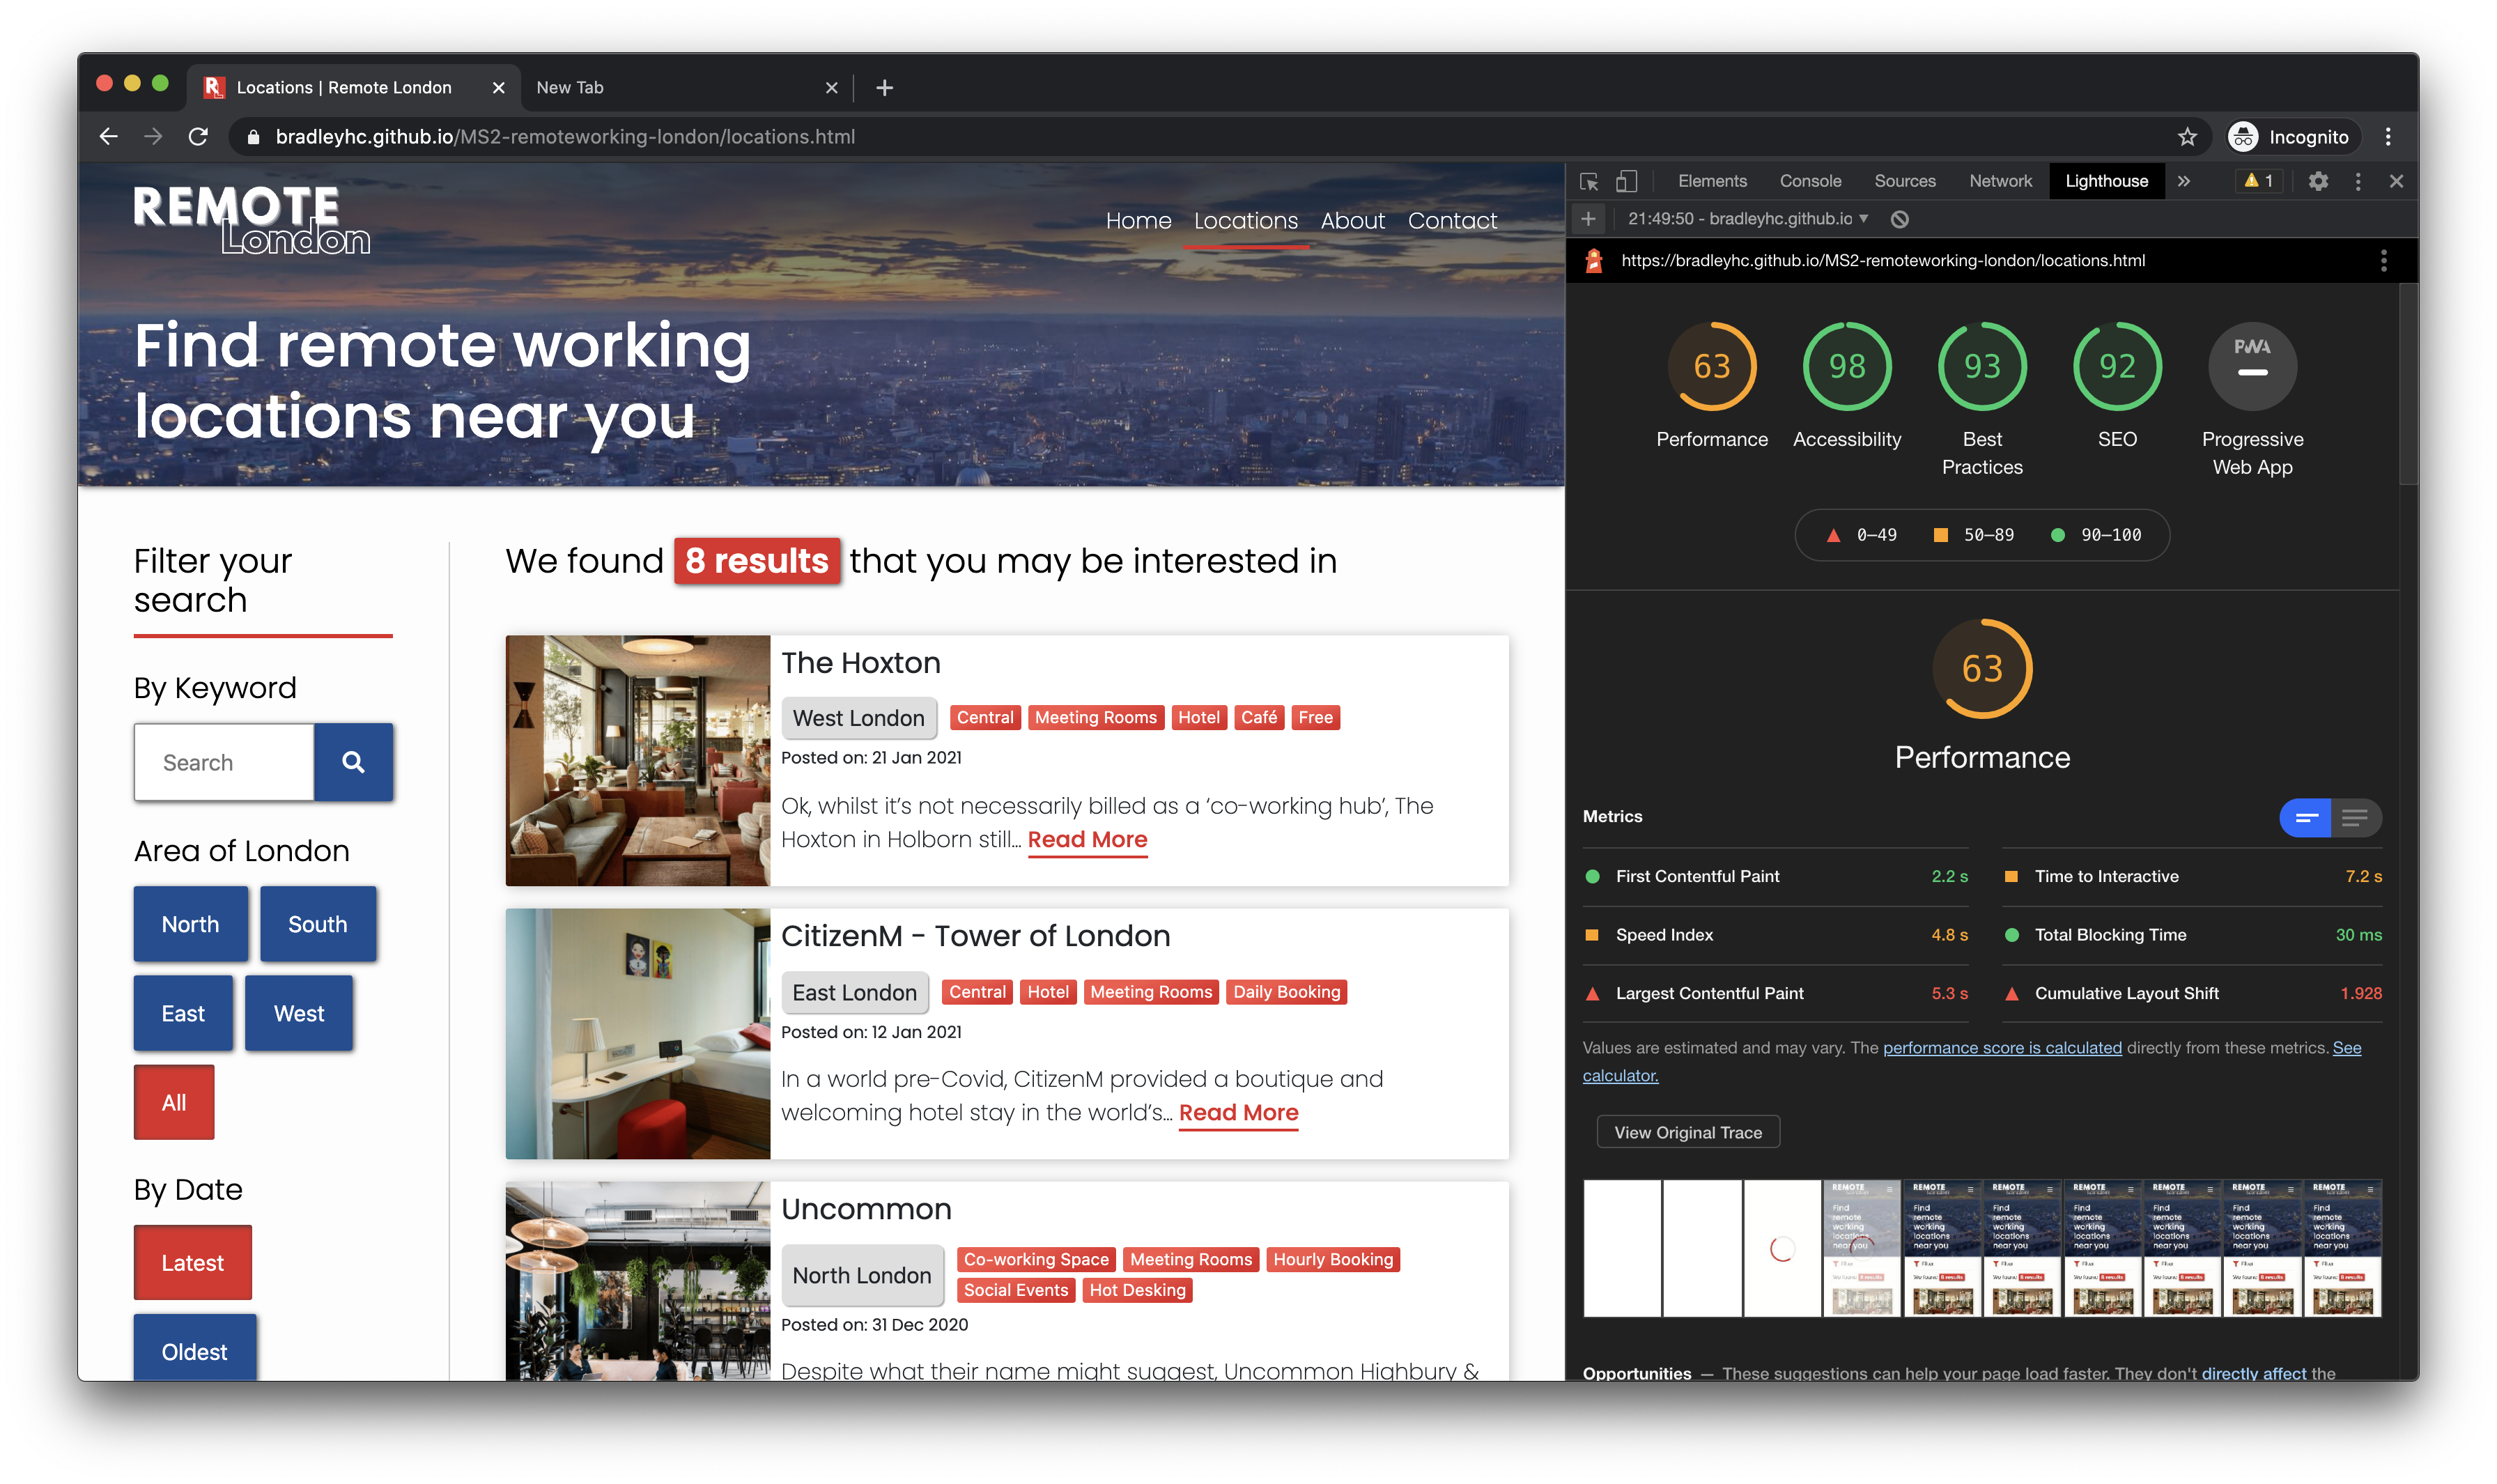 Locations | Remote London
New Tab
bradleyhc.github.io/MS2-remoteworking-london/locations.html
Incognito
REMOTE
London
Home Locations About Contact
Find remote working
locations near you
Filter your
search
By Keyword
Search
Area of London
North South
East West
All
By Date
Latest
Oldest
We found 8 results that you may be interested in
The Hoxton
West London Central Meeting Rooms Hotel Café Free
Posted on: 21 Jan 2021
Ok, whilst it’s not necessarily billed as a ‘co-working hub’, The
Hoxton in Holborn still... Read More
CitizenM - Tower of London
East London Central Hotel Meeting Rooms Daily Booking
Posted on: 12 Jan 2021
In a world pre-Covid, CitizenM provided a boutique and
welcoming hotel stay in the world’s... Read More
Uncommon
North London Co-working Space Meeting Rooms Hourly Booking
Social Events Hot Desking
Posted on: 31 Dec 2020
Despite what their name might suggest, Uncommon Highbury &
Elements Console Sources Network Lighthouse 1
21:49:50 - bradleyhc.github.io
https://bradleyhc.github.io/MS2-remoteworking-london/locations.html
63 98 93 92 PWA
Performance Accessibility Best Practices SEO Progressive Web App
0–49 50–89 90–100
63
Performance
Metrics
First Contentful Paint 2.2 s
Time to Interactive 7.2 s
Speed Index 4.8 s
Total Blocking Time 30 ms
Largest Contentful Paint 5.3 s
Cumulative Layout Shift 1.928
Values are estimated and may vary. The performance score is calculated directly from these metrics. See
calculator.
View Original Trace
Opportunities — These suggestions can help your page load faster. They don't directly affect the